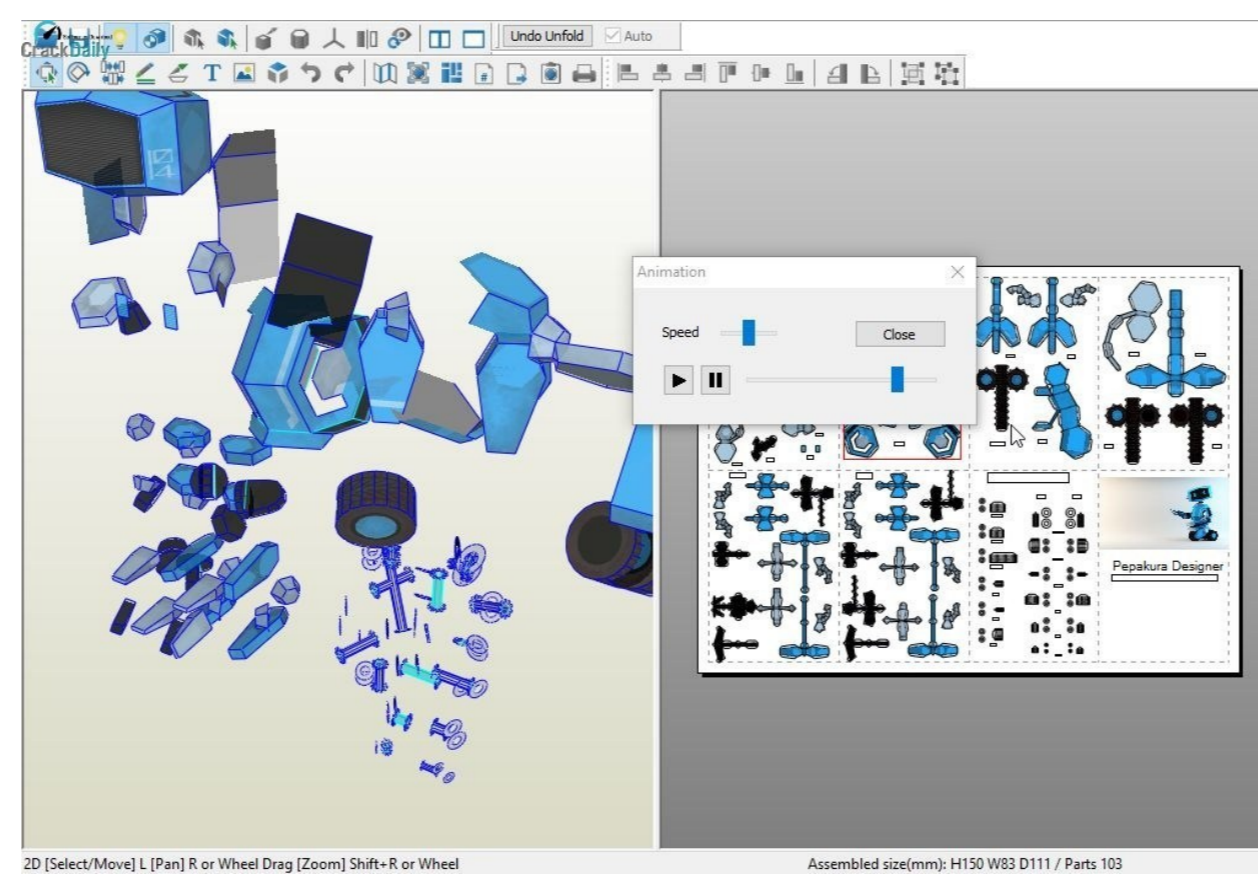 CrackDaily
Undo Unfold
Auto
T
#
104
Animation
Speed
Close
Pepakura Designer
2D [Select/Move] L [Pan] R or Wheel Drag [Zoom] Shift+R or Wheel
Assembled size(mm): H150 W83 D111 / Parts 103